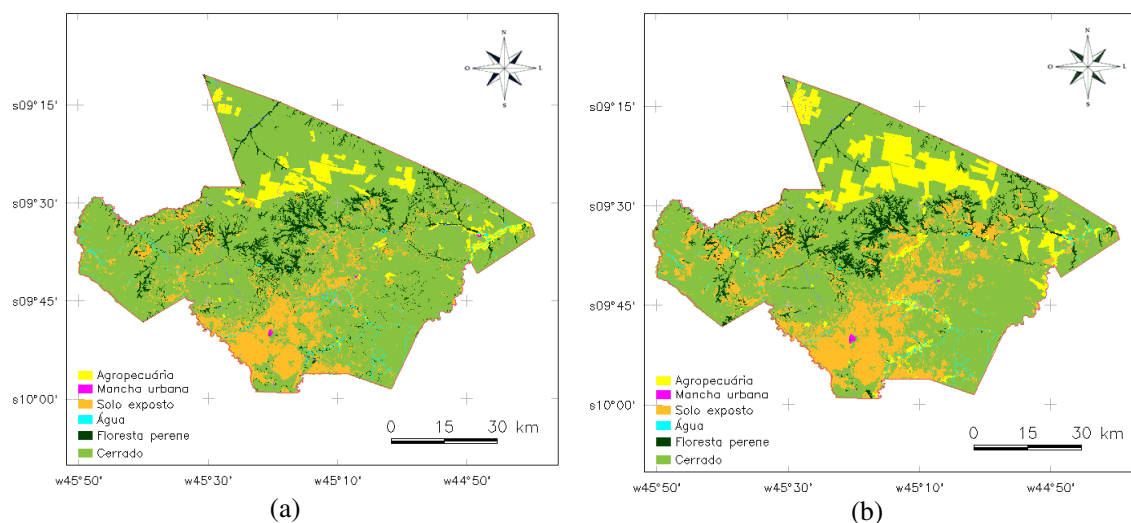 N
O L
S
s09°15'
s09°30'
s09°45'
s10°00'
Agropecuária
Mancha urbana
Solo exposto
Água
Floresta perene
Cerrado
0 15 30 km
w45°50' w45°30' w45°10' w44°50'
(a)
N
O L
S
s09°15'
s09°30'
s09°45'
s10°00'
Agropecuária
Mancha urbana
Solo exposto
Água
Floresta perene
Cerrado
0 15 30 km
w45°50' w45°30' w45°10' w44°50'
(b)